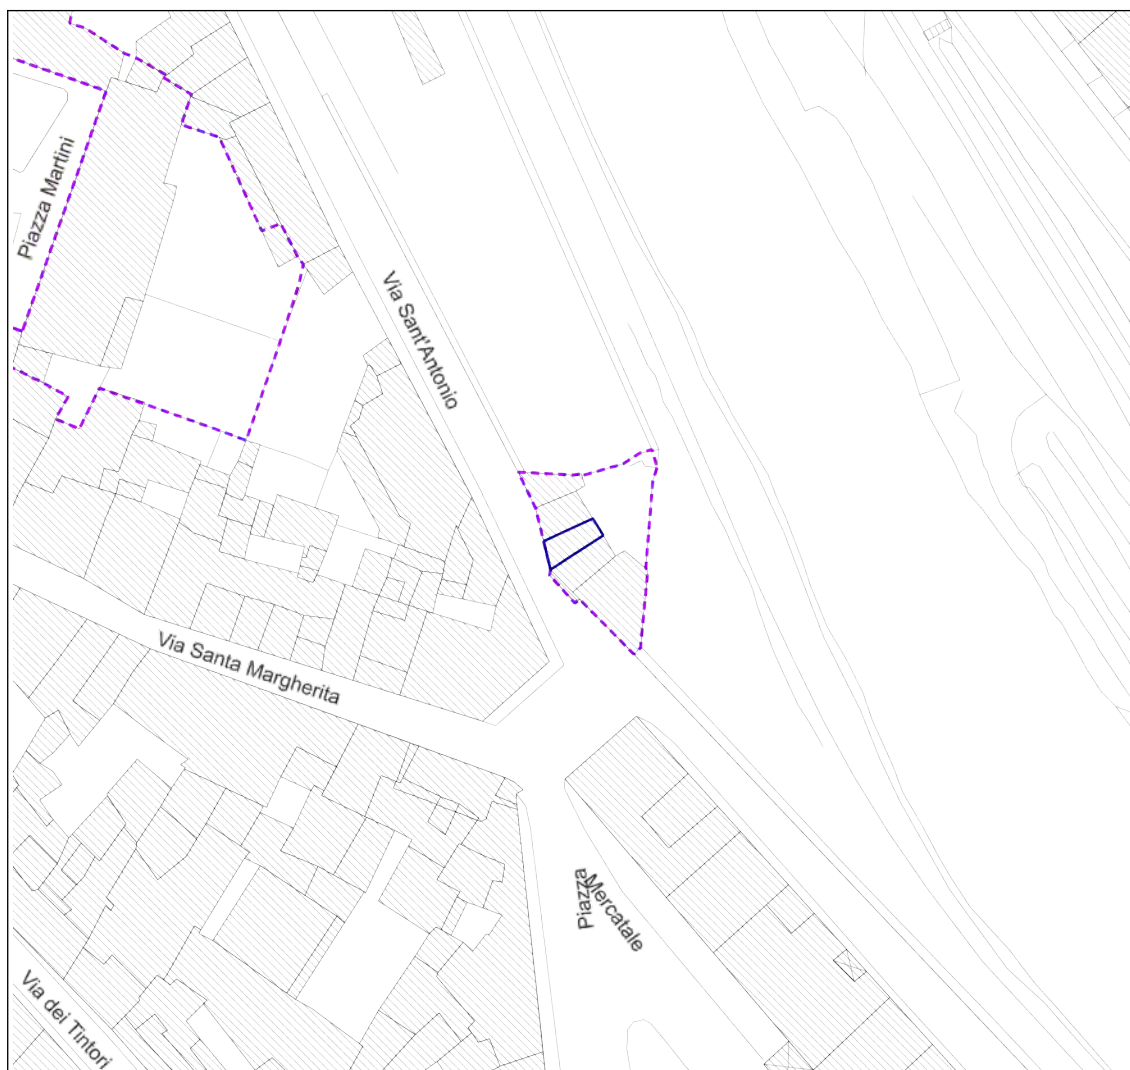 Piazza Martini
Via Sant'Antonio
Via Santa Margherita
Piazza
Mercatale
Via dei Tintori